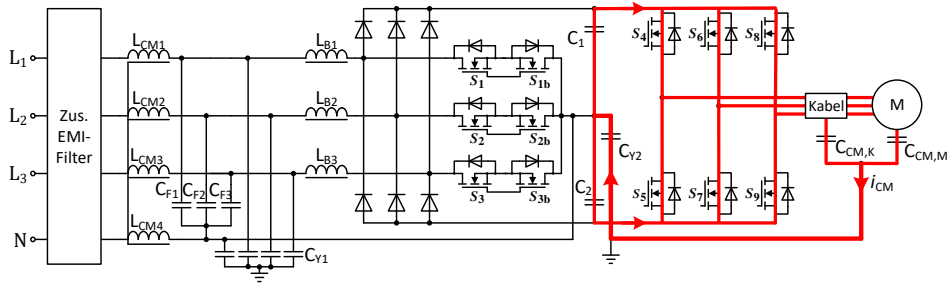 L1
L2
L3
N
Zus.
EMI-
Filter
LCM1
LCM2
LCM3
LCM4
CF1 CF2 CF3
CY1
LB1
LB2
LB3
S1 S1b
S2 S2b
S3 S3b
C1
C2
CY2
S4 S6 S8
S5 S7 S9
Kabel
M
CCM,K
CCM,M
iCM